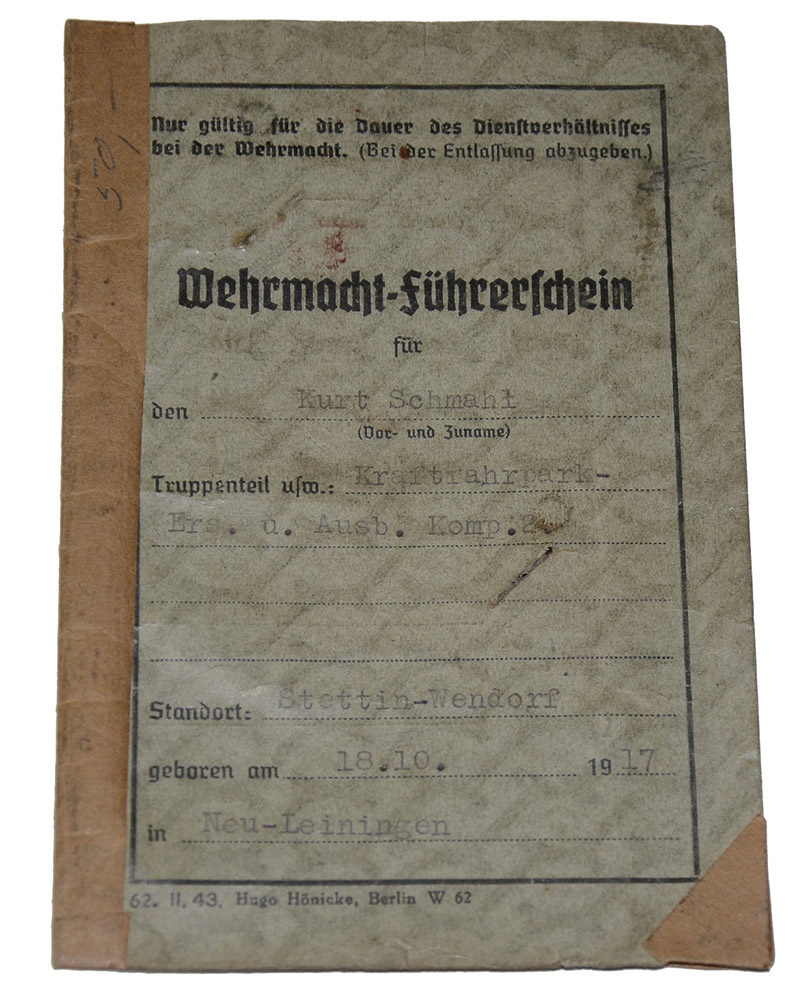 Nur gültig für die Dauer des Dienſtverhältniſſes
bei der Wehrmacht. (Bei der Entlaſſung abzugeben.)
Wehrmacht-Führerſchein
für
den Kurt Schmahl
(Vor- und Zuname)
Truppenteil uſw.: Kraftfahrpark-
Ers. u. Ausb. Komp.2
Standort: Stettin-Wendorf
geboren am 18.10. 1917
in Neu-Leiningen
62. II. 43. Hugo Hönicke, Berlin W 62